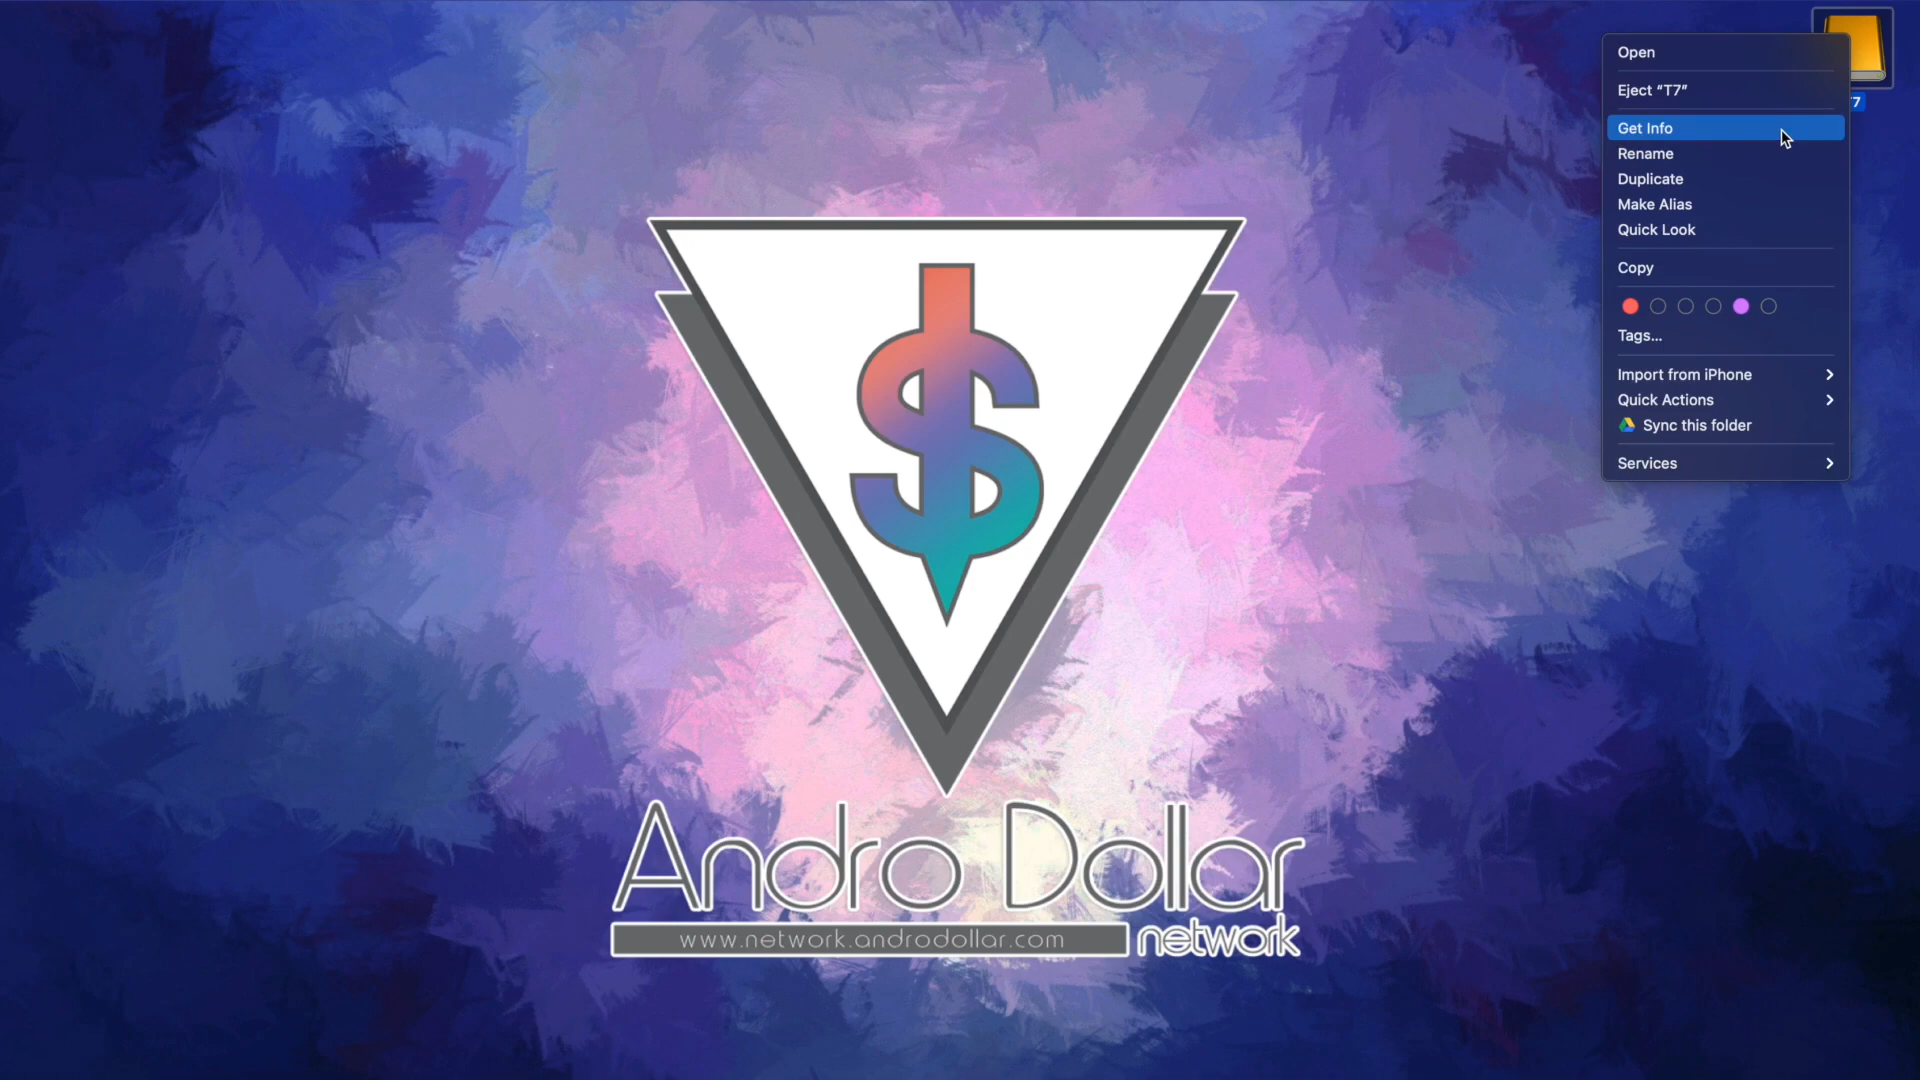 Open
Eject “T7”
Get Info
Rename
Duplicate
Make Alias
Quick Look
Copy
Tags...
Import from iPhone
Quick Actions
Sync this folder
Services
7
$
Andro Dollar
www.network.androdollar.com
network